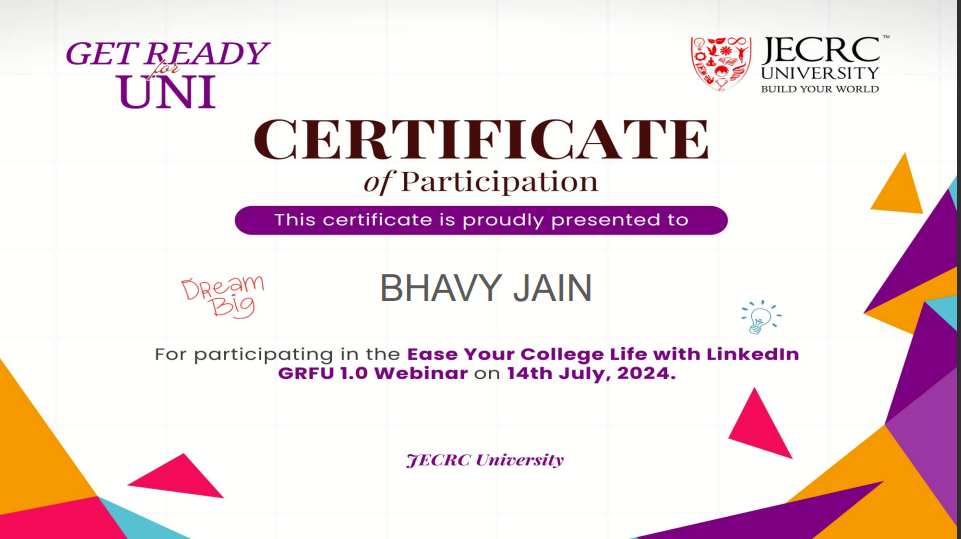 GET READY
for
UNI
JECRC™
UNIVERSITY
BUILD YOUR WORLD
CERTIFICATE
of Participation
This certificate is proudly presented to
DReam
Big
BHAVY JAIN
For participating in the Ease Your College Life with LinkedIn
GRFU 1.0 Webinar on 14th July, 2024.
JECRC University